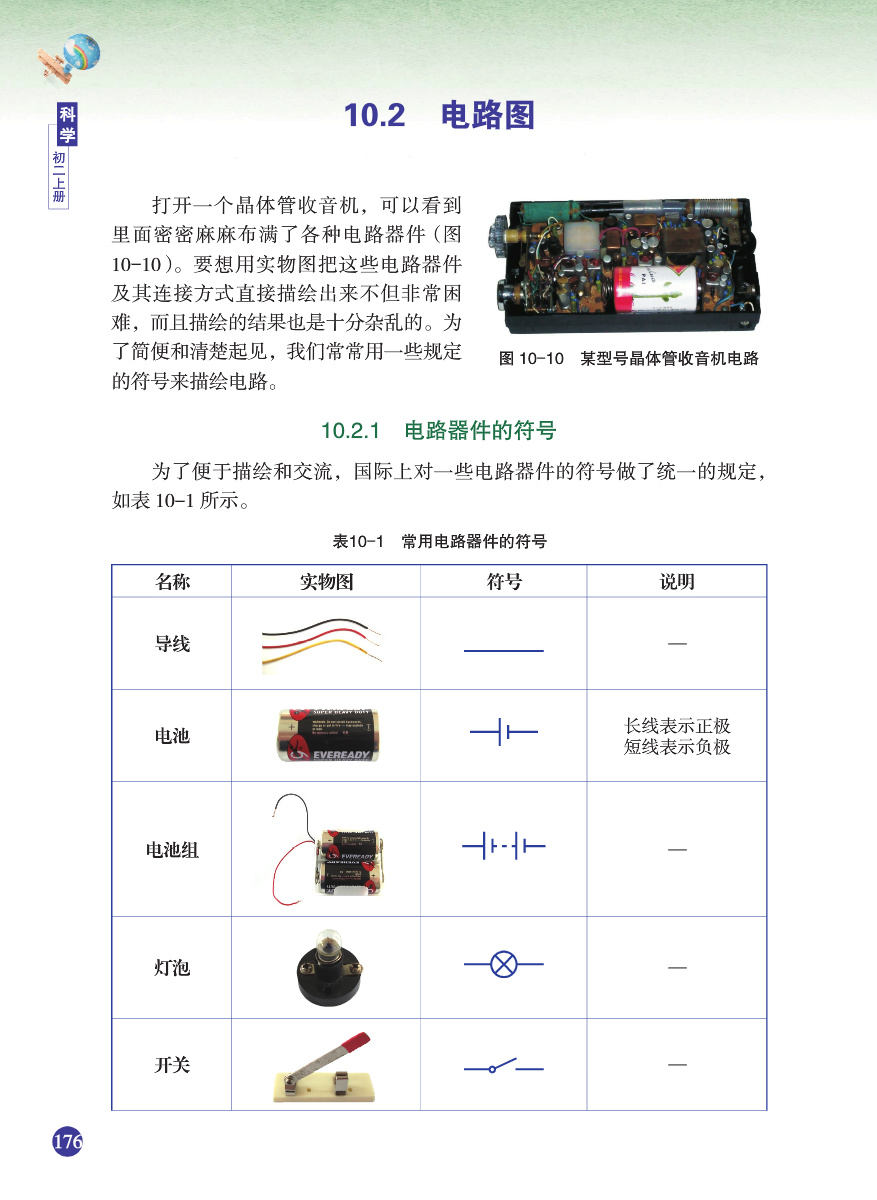 科学
初二上册
10.2 电路图
打开一个晶体管收音机，可以看到
里面密密麻麻布满了各种电路器件（图
10-10）。要想用实物图把这些电路器件
及其连接方式直接描绘出来不但非常困
难，而且描绘的结果也是十分杂乱的。为
了简便和清楚起见，我们常常用一些规定
的符号来描绘电路。
图 10-10 某型号晶体管收音机电路
10.2.1 电路器件的符号
为了便于描绘和交流，国际上对一些电路器件的符号做了统一的规定，
如表 10-1 所示。
表10-1 常用电路器件的符号
名称 实物图 符号 说明
导线 —
电池 长线表示正极
短线表示负极
SUPER HEAVY DUTY
EVEREADY
电池组 —
EVEREADY
灯泡 —
开关 —
176